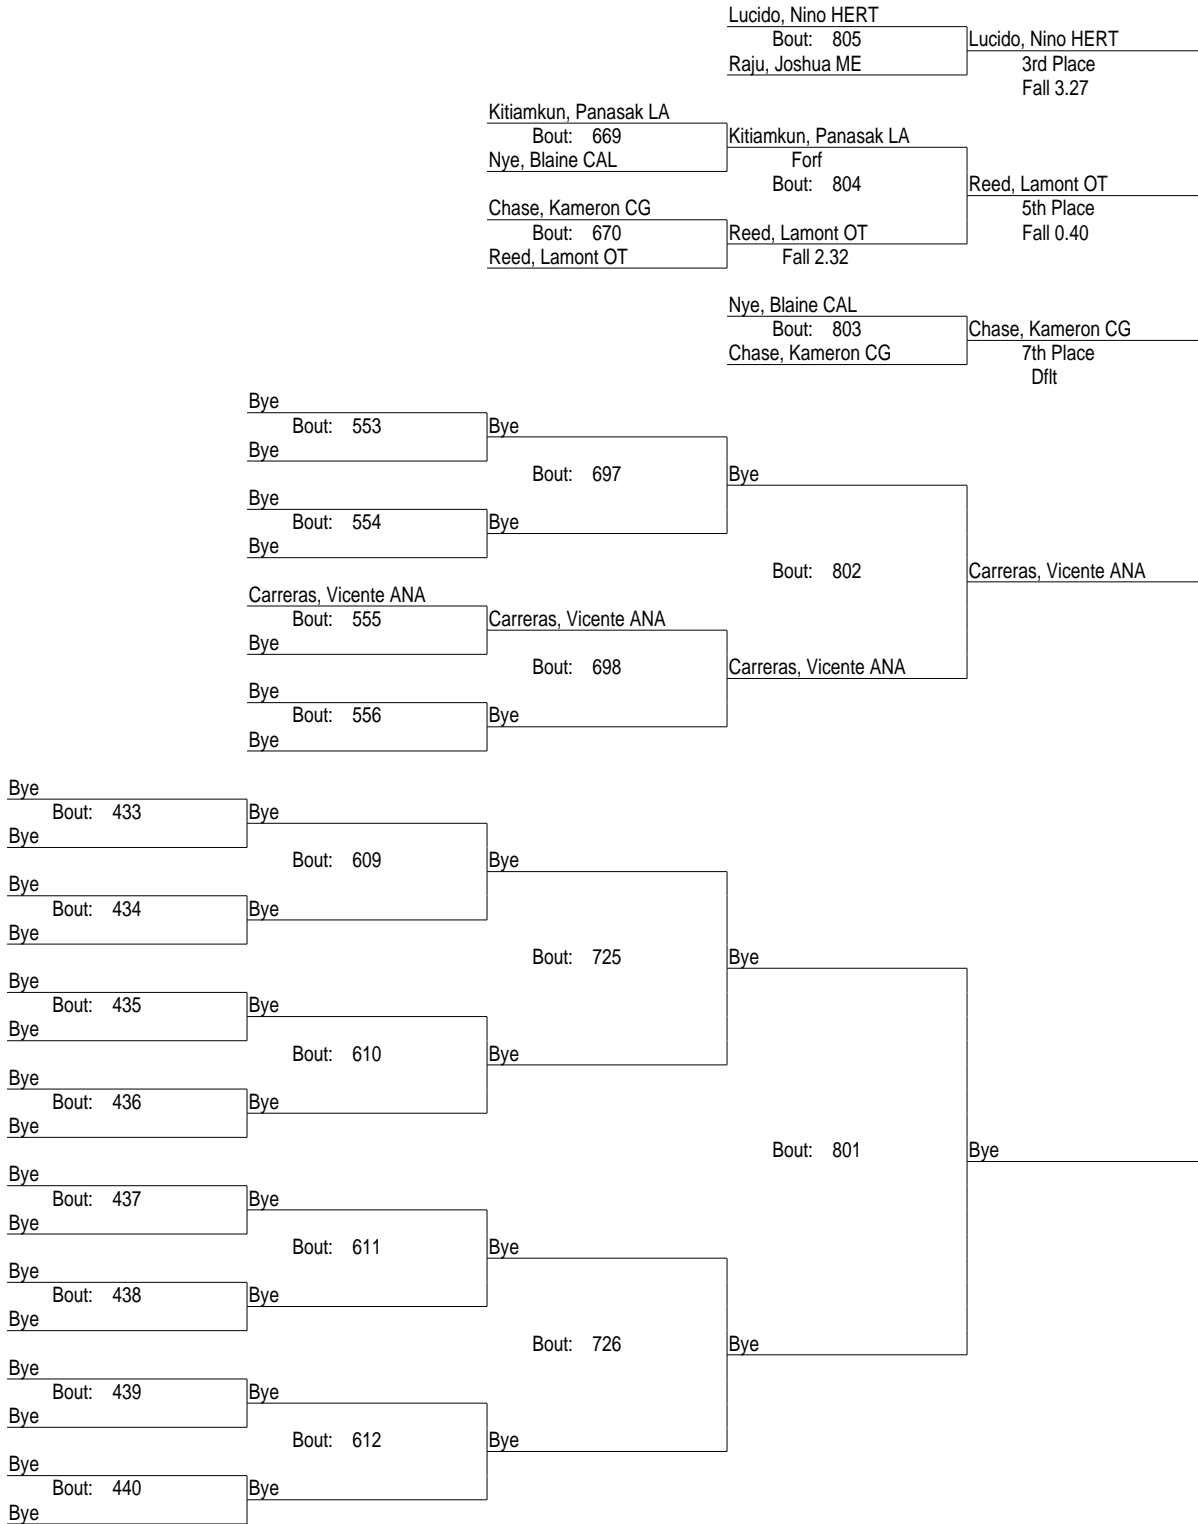 Lucido, Nino HERT
Bout: 805
Lucido, Nino HERT
Raju, Joshua ME
3rd Place
Fall 3.27
Kitiamkun, Panasak LA
Bout: 669
Kitiamkun, Panasak LA
Nye, Blaine CAL
Forf
Bout: 804
Reed, Lamont OT
Chase, Kameron CG
5th Place
Bout: 670
Reed, Lamont OT
Fall 0.40
Reed, Lamont OT
Fall 2.32
Nye, Blaine CAL
Bout: 803
Chase, Kameron CG
Chase, Kameron CG
7th Place
Dflt
Bye
Bout: 553
Bye
Bye
Bout: 697
Bye
Bye
Bout: 554
Bye
Bye
Bout: 802
Carreras, Vicente ANA
Carreras, Vicente ANA
Bout: 555
Carreras, Vicente ANA
Bye
Bout: 698
Carreras, Vicente ANA
Bye
Bout: 556
Bye
Bye
Bye
Bout: 433
Bye
Bye
Bout: 609
Bye
Bye
Bout: 434
Bye
Bye
Bout: 725
Bye
Bye
Bout: 435
Bye
Bye
Bout: 610
Bye
Bye
Bout: 436
Bye
Bye
Bout: 801
Bye
Bye
Bout: 437
Bye
Bye
Bout: 611
Bye
Bye
Bout: 438
Bye
Bye
Bout: 726
Bye
Bye
Bout: 439
Bye
Bye
Bout: 612
Bye
Bye
Bout: 440
Bye
Bye